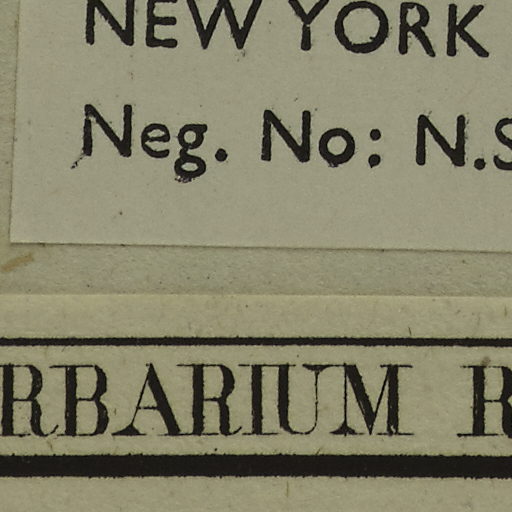 NEW YORK
Neg. No: N.S
RBARIUM R